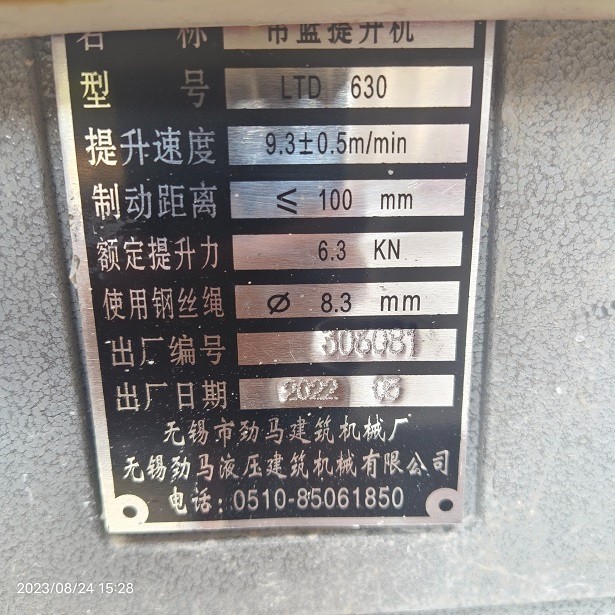 名 称 吊篮提升机
型 号 LTD 630
提升速度 9.3±0.5m/min
制动距离 ≤ 100 mm
额定提升力 6.3 KN
使用钢丝绳 Ø 8.3 mm
出厂编号 308081
出厂日期 2022 05
无锡市劲马建筑机械厂
无锡劲马液压建筑机械有限公司
电话：0510-85061850
2023/08/24 15:28